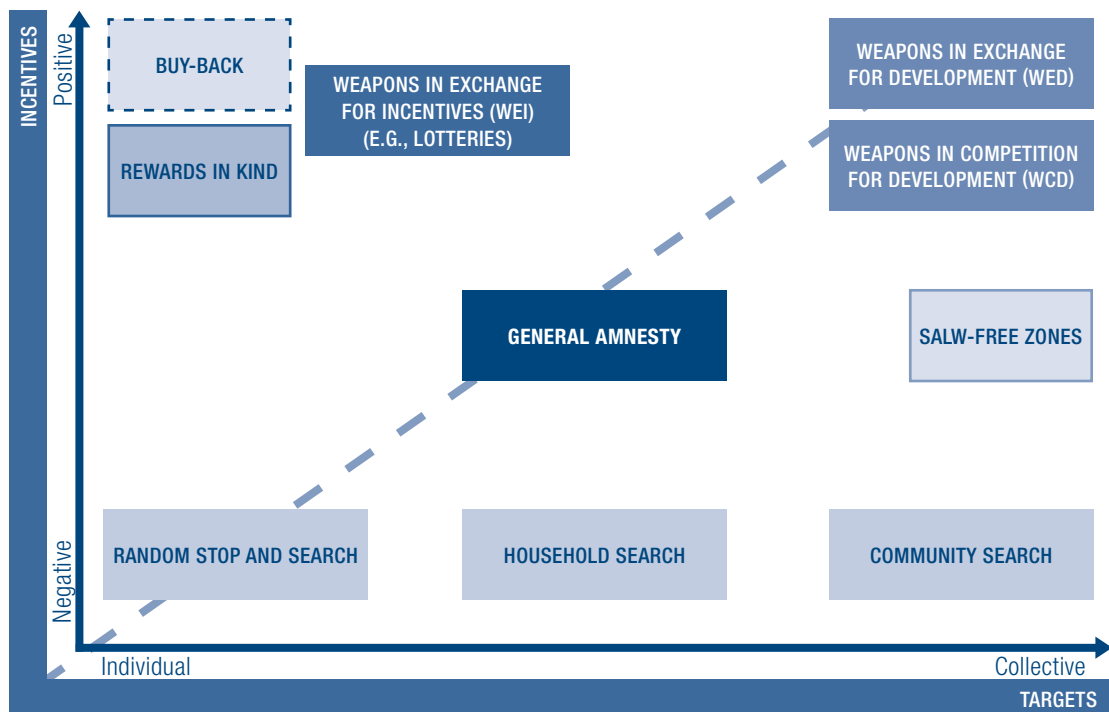 INCENTIVES
Positive
BUY-BACK
WEAPONS IN EXCHANGE
FOR INCENTIVES (WEI)
(E.G., LOTTERIES)
WEAPONS IN EXCHANGE
FOR DEVELOPMENT (WED)
REWARDS IN KIND
WEAPONS IN COMPETITION
FOR DEVELOPMENT (WCD)
GENERAL AMNESTY
SALW-FREE ZONES
Negative
RANDOM STOP AND SEARCH
HOUSEHOLD SEARCH
COMMUNITY SEARCH
Individual
Collective
TARGETS